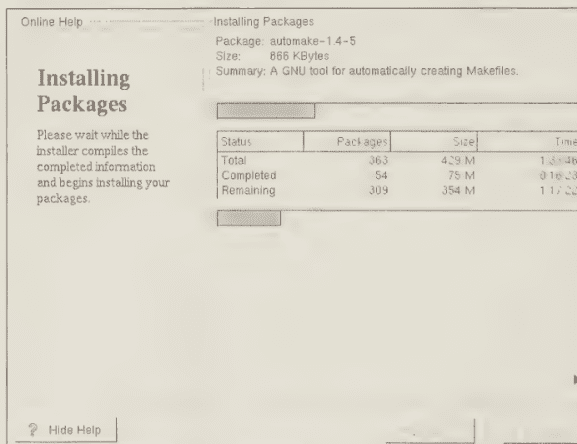 Online Help
Installing Packages
Please wait while the
installer compiles the
completed information
and begins installing your
packages.
Installing Packages
Package: automake-1.4-5
Size: 866 KBytes
Summary: A GNU tool for automatically creating Makefiles.
Status Packages Size Time
Total 363 429 M
Completed 54 75 M
Remaining 309 354 M
? Hide Help